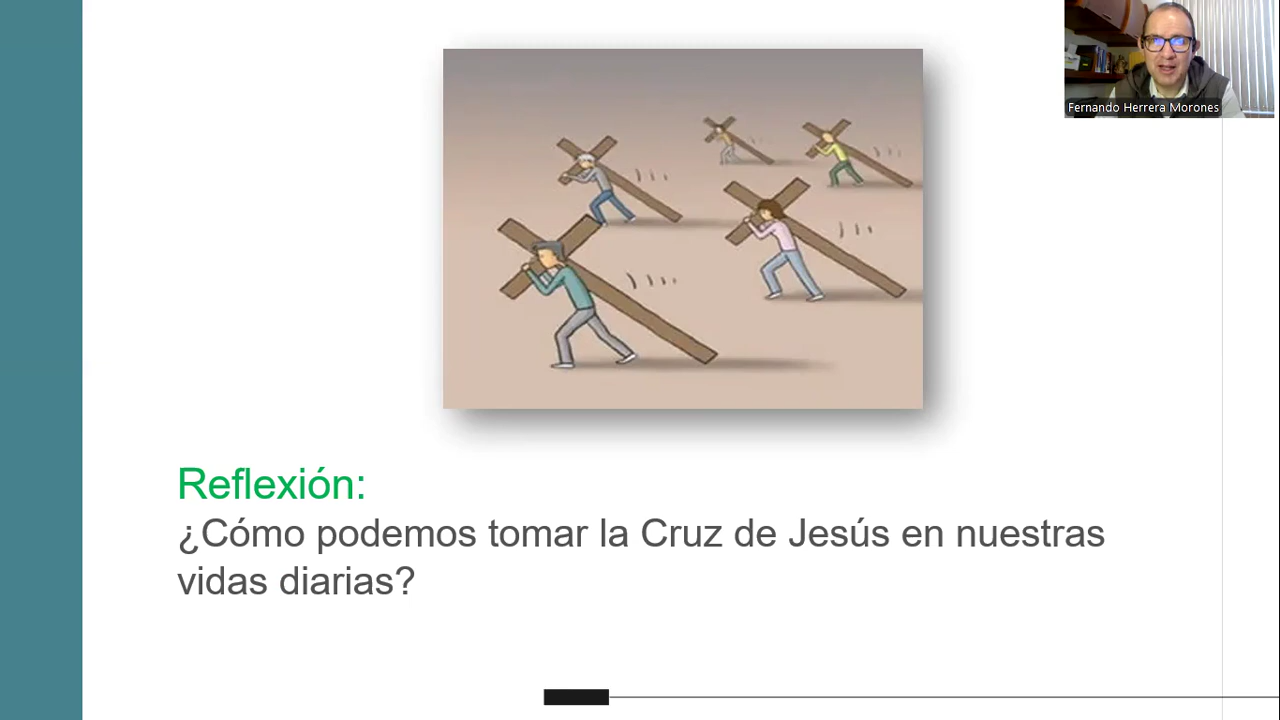 Fernando Herrera Morones
Reflexión:
¿Cómo podemos tomar la Cruz de Jesús en nuestras
vidas diarias?